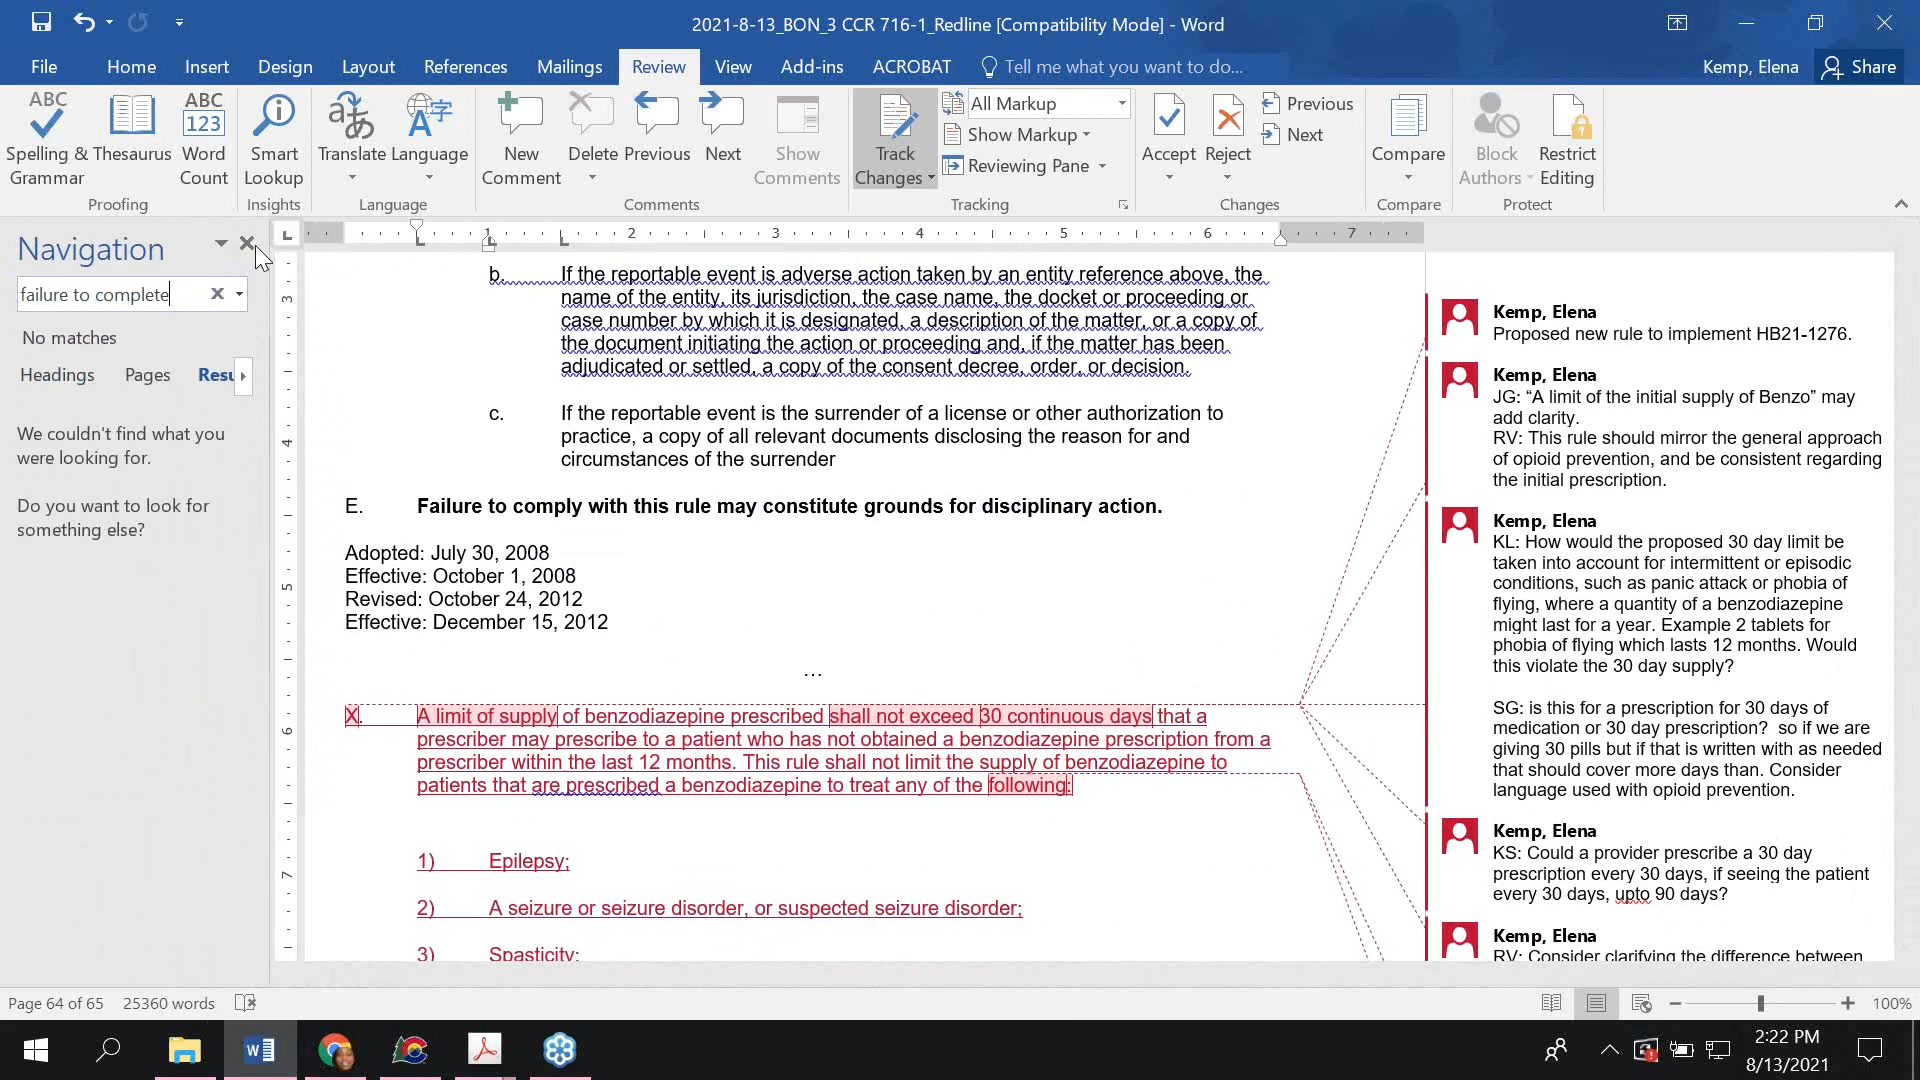 2021-8-13_BON_3 CCR 716-1_Redline [Compatibility Mode] - Word
File Home Insert Design Layout References Mailings Review View Add-ins ACROBAT Tell me what you want to do... Kemp, Elena Share
ABC Spelling & Grammar
Thesaurus
ABC 123 Word Count
Proofing
Smart Lookup
Insights
Translate
Language
Language
New Comment
Delete
Previous
Next
Show Comments
Comments
Track Changes
All Markup
Show Markup
Reviewing Pane
Tracking
Accept
Reject
Previous
Next
Changes
Compare
Compare
Block Authors
Restrict Editing
Protect
Navigation
failure to complete
No matches
Headings Pages Resu
We couldn't find what you
were looking for.
Do you want to look for
something else?
1 2 3 4 5 6 7
3
4
5
6
7
b. If the reportable event is adverse action taken by an entity reference above, the
name of the entity, its jurisdiction, the case name, the docket or proceeding or
case number by which it is designated, a description of the matter, or a copy of
the document initiating the action or proceeding and, if the matter has been
adjudicated or settled, a copy of the consent decree, order, or decision.
c. If the reportable event is the surrender of a license or other authorization to
practice, a copy of all relevant documents disclosing the reason for and
circumstances of the surrender
E. Failure to comply with this rule may constitute grounds for disciplinary action.
Adopted: July 30, 2008
Effective: October 1, 2008
Revised: October 24, 2012
Effective: December 15, 2012
…
X. A limit of supply of benzodiazepine prescribed shall not exceed 30 continuous days that a
prescriber may prescribe to a patient who has not obtained a benzodiazepine prescription from a
prescriber within the last 12 months. This rule shall not limit the supply of benzodiazepine to
patients that are prescribed a benzodiazepine to treat any of the following:
1) Epilepsy;
2) A seizure or seizure disorder, or suspected seizure disorder;
3) Spasticity;
Kemp, Elena
Proposed new rule to implement HB21-1276.
Kemp, Elena
JG: “A limit of the initial supply of Benzo” may
add clarity.
RV: This rule should mirror the general approach
of opioid prevention, and be consistent regarding
the initial prescription.
Kemp, Elena
KL: How would the proposed 30 day limit be
taken into account for intermittent or episodic
conditions, such as panic attack or phobia of
flying, where a quantity of a benzodiazepine
might last for a year. Example 2 tablets for
phobia of flying which lasts 12 months. Would
this violate the 30 day supply?
SG: is this for a prescription for 30 days of
medication or 30 day prescription? so if we are
giving 30 pills but if that is written with as needed
that should cover more days than. Consider
language used with opioid prevention.
Kemp, Elena
KS: Could a provider prescribe a 30 day
prescription every 30 days, if seeing the patient
every 30 days, upto 90 days?
Kemp, Elena
RV: Consider clarifying the difference between
Page 64 of 65 25360 words 100%
2:22 PM
8/13/2021